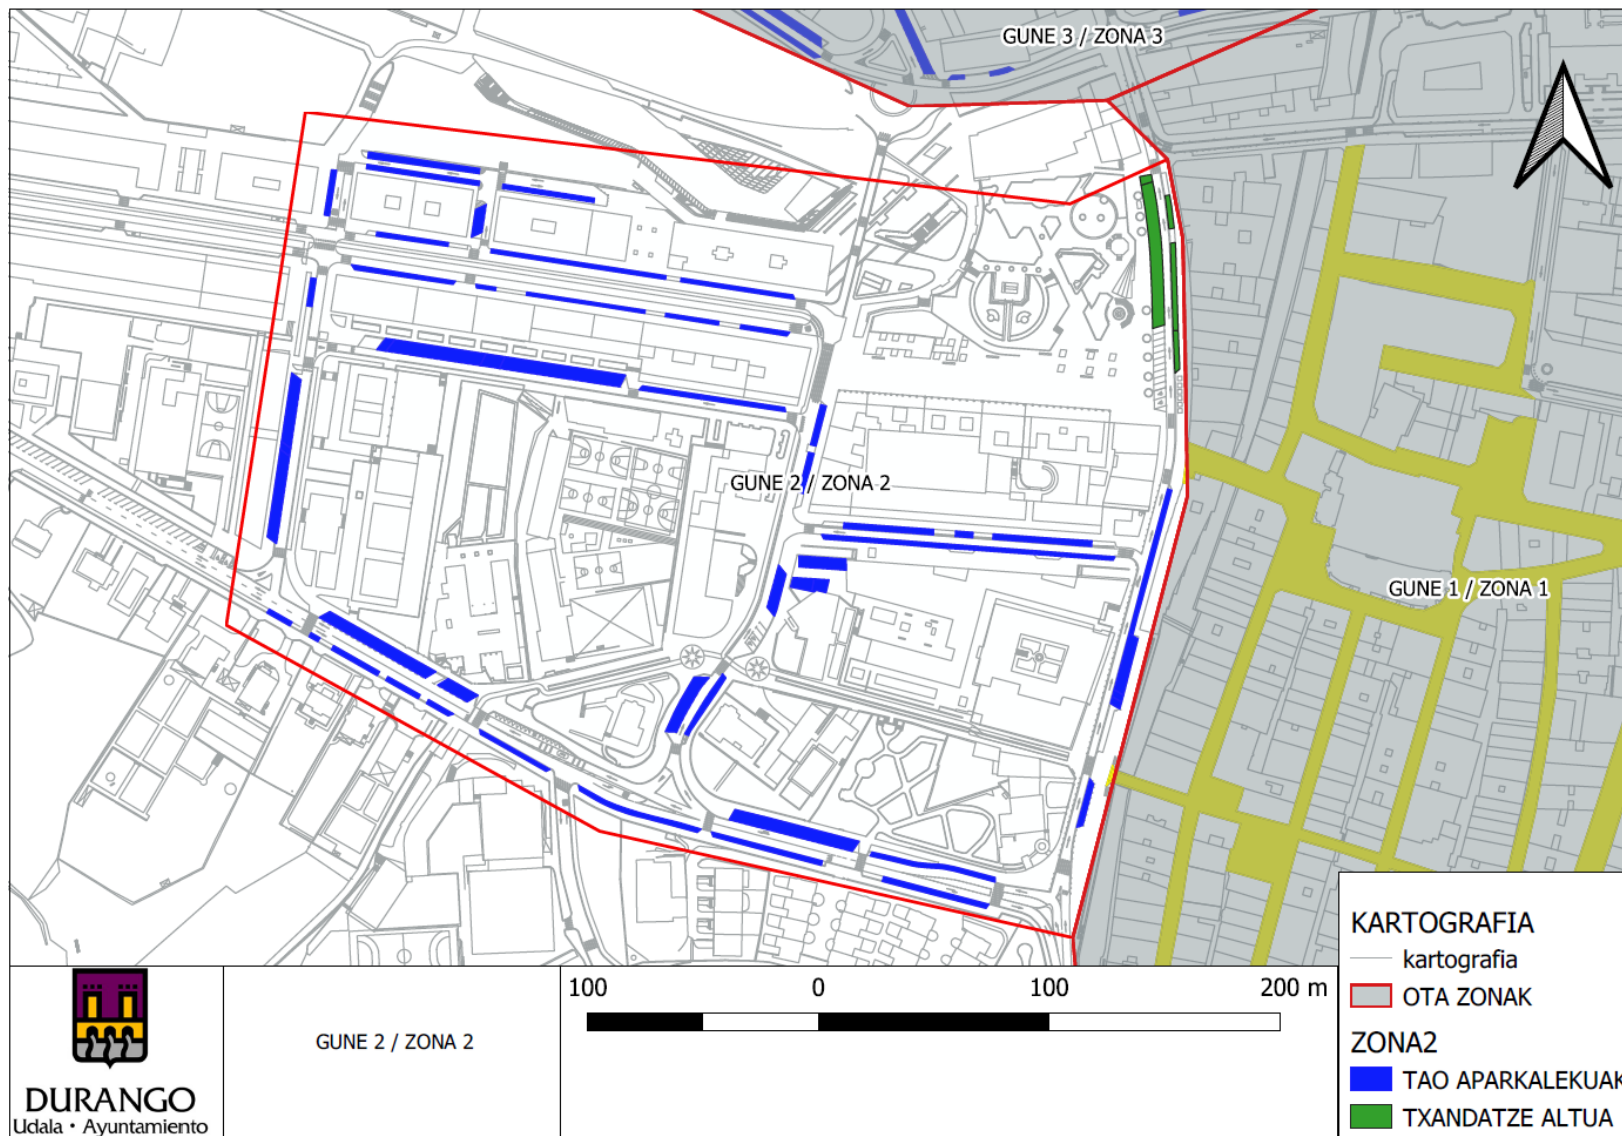 GUNE 3 / ZONA 3
GUNE 2 / ZONA 2
GUNE 1 / ZONA 1
DURANGO
Udala • Ayuntamiento
GUNE 2 / ZONA 2
100 0 100 200 m
KARTOGRAFIA
kartografia
OTA ZONAK
ZONA2
TAO APARKALEKUAK
TXANDATZE ALTUA